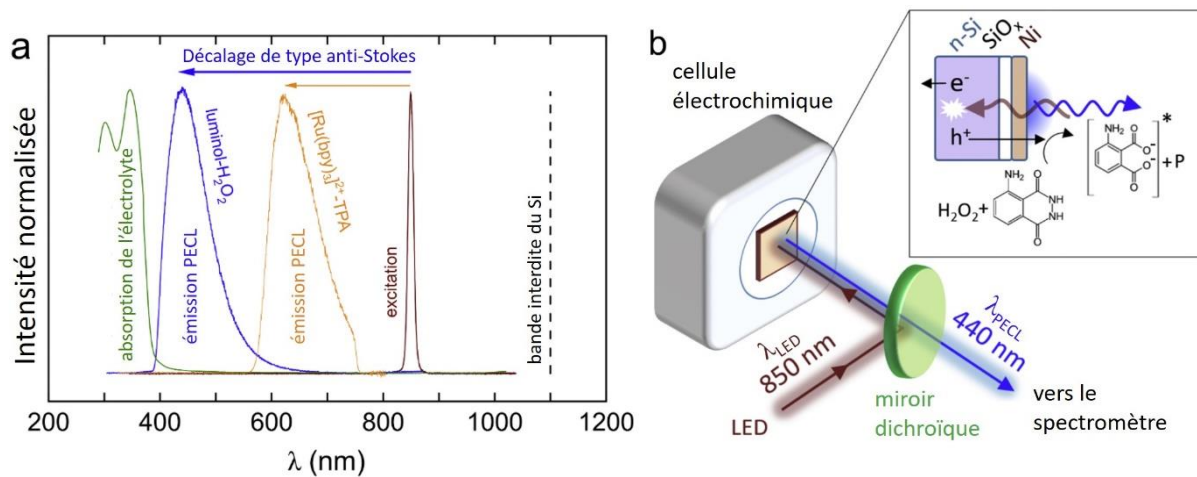 a
Décalage de type anti-Stokes
Intensité normalisée
absorption de l'électrolyte
luminol-H₂O₂
émission PECL
[Ru(bpy)₃]²⁺-TPA
émission PECL
excitation
bande interdite du Si
200 400 600 800 1000 1200
λ (nm)
b
cellule
électrochimique
n-Si SiOx Ni
e-
h+
NH₂
O
O-
O-
O
*
+ P
H₂O₂+
NH₂
O
NH
NH
O
λLED
850 nm
λPECL
440 nm
LED
miroir
dichroïque
vers le
spectromètre